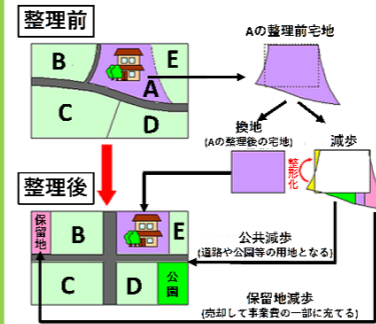 整理前
B
E
A
C
D
Aの整理前宅地
換地
(Aの整理後の宅地)
減歩
整形化
整理後
保留地
B
E
C
D
公園
公共減歩
(道路や公園等の用地となる)
保留地減歩
(売却して事業費の一部に充てる)